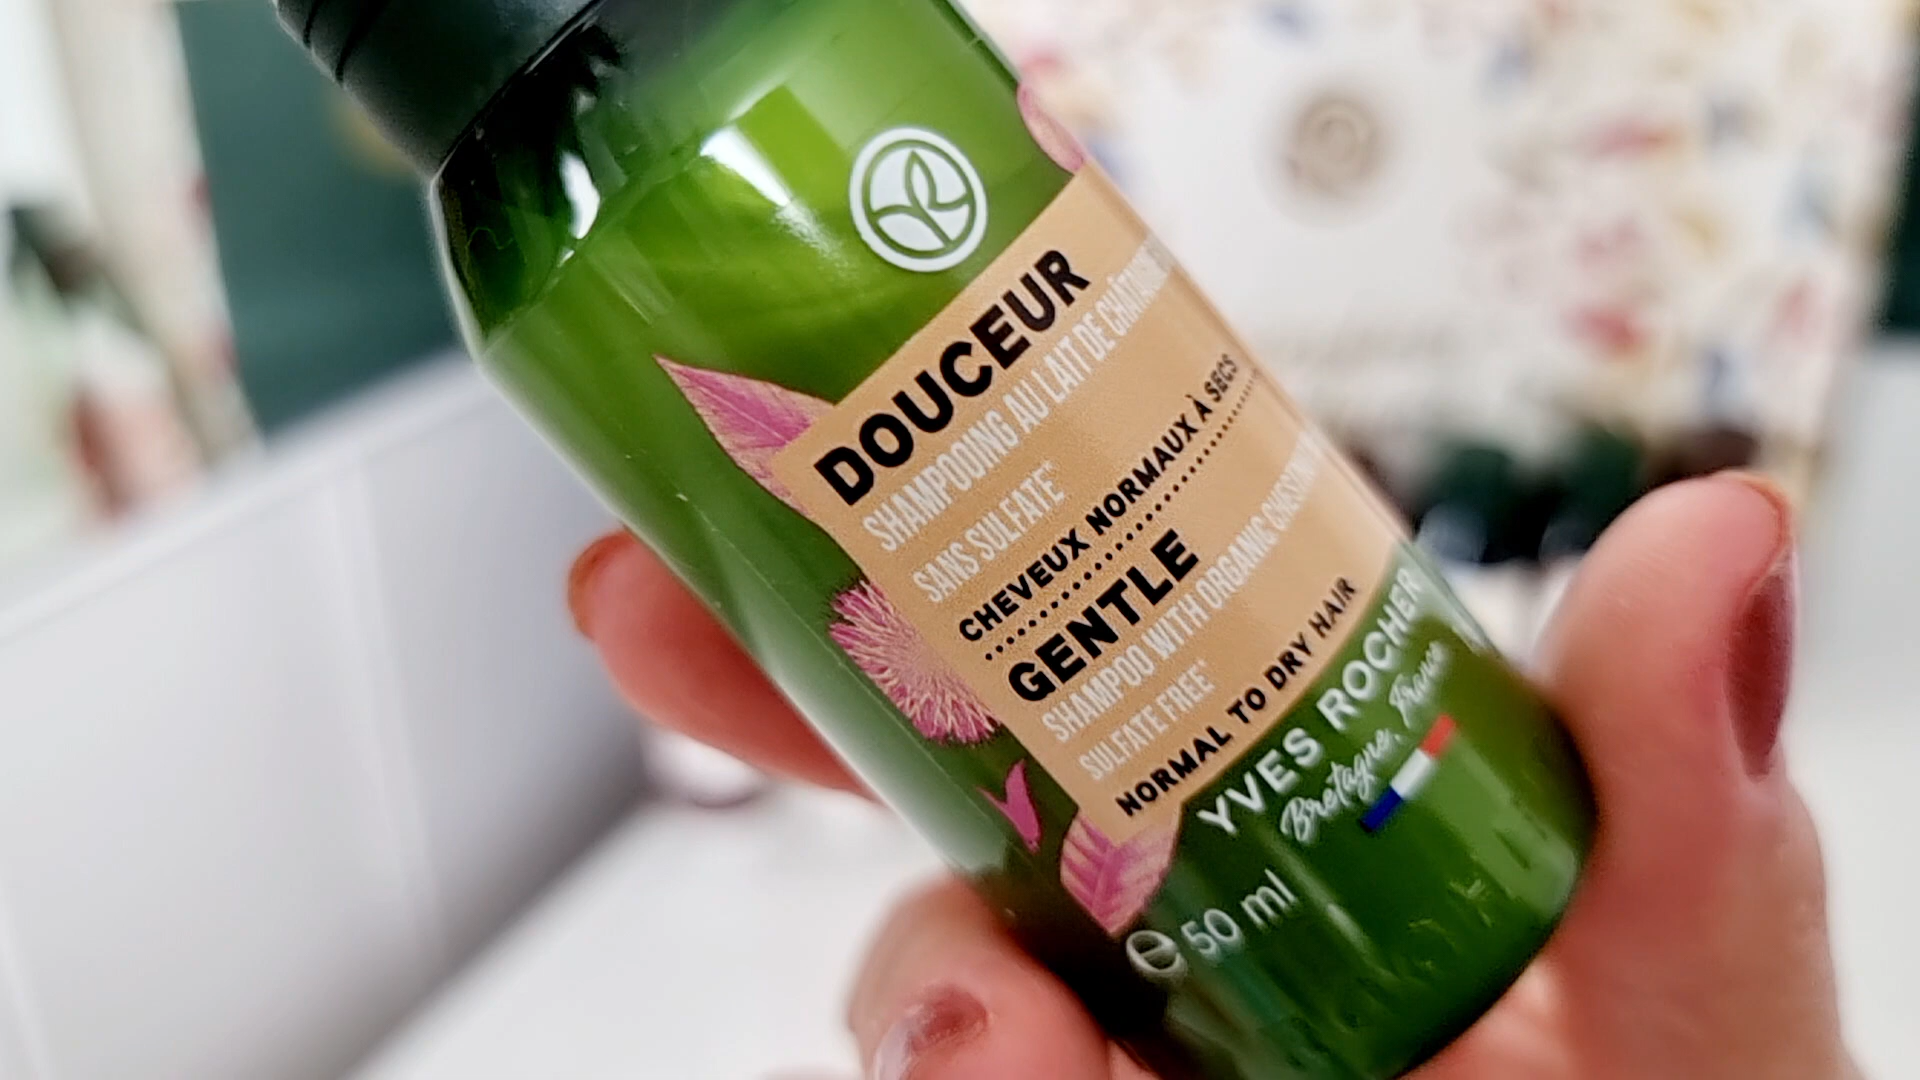 DOUCEUR
SHAMPOOING AU LAIT DE
SANS SULFATE*
CHEVEUX NORMAUX À SECS
GENTLE
SHAMPOO WITH ORGANIC
SULFATE FREE*
NORMAL TO DRY HAIR
YVES ROCHER
Bretagne, France
e 50 ml